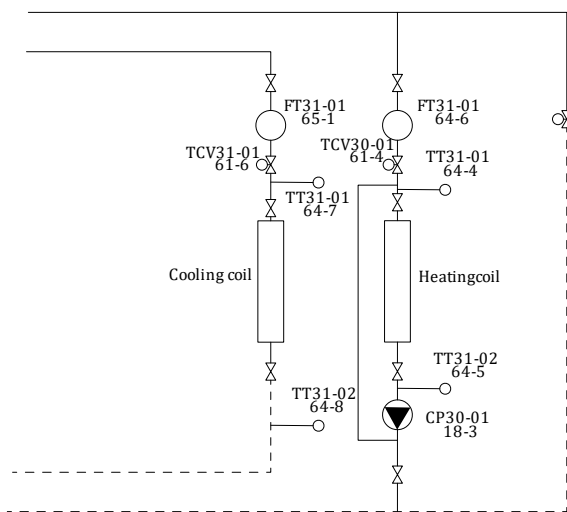 FT31-01
65-1
FT31-01
64-6
TCV31-01
61-6
TCV30-01
61-4
TT31-01
64-4
TT31-01
64-7
Cooling coil
Heatingcoil
TT31-02
64-5
TT31-02
64-8
CP30-01
18-3